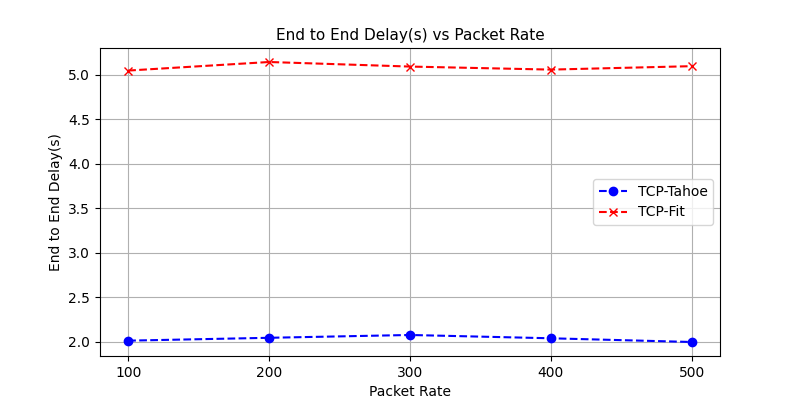 End to End Delay(s) vs Packet Rate
End to End Delay(s)
5.0
4.5
4.0
3.5
3.0
2.5
2.0
TCP-Tahoe
TCP-Fit
100 200 300 400 500
Packet Rate